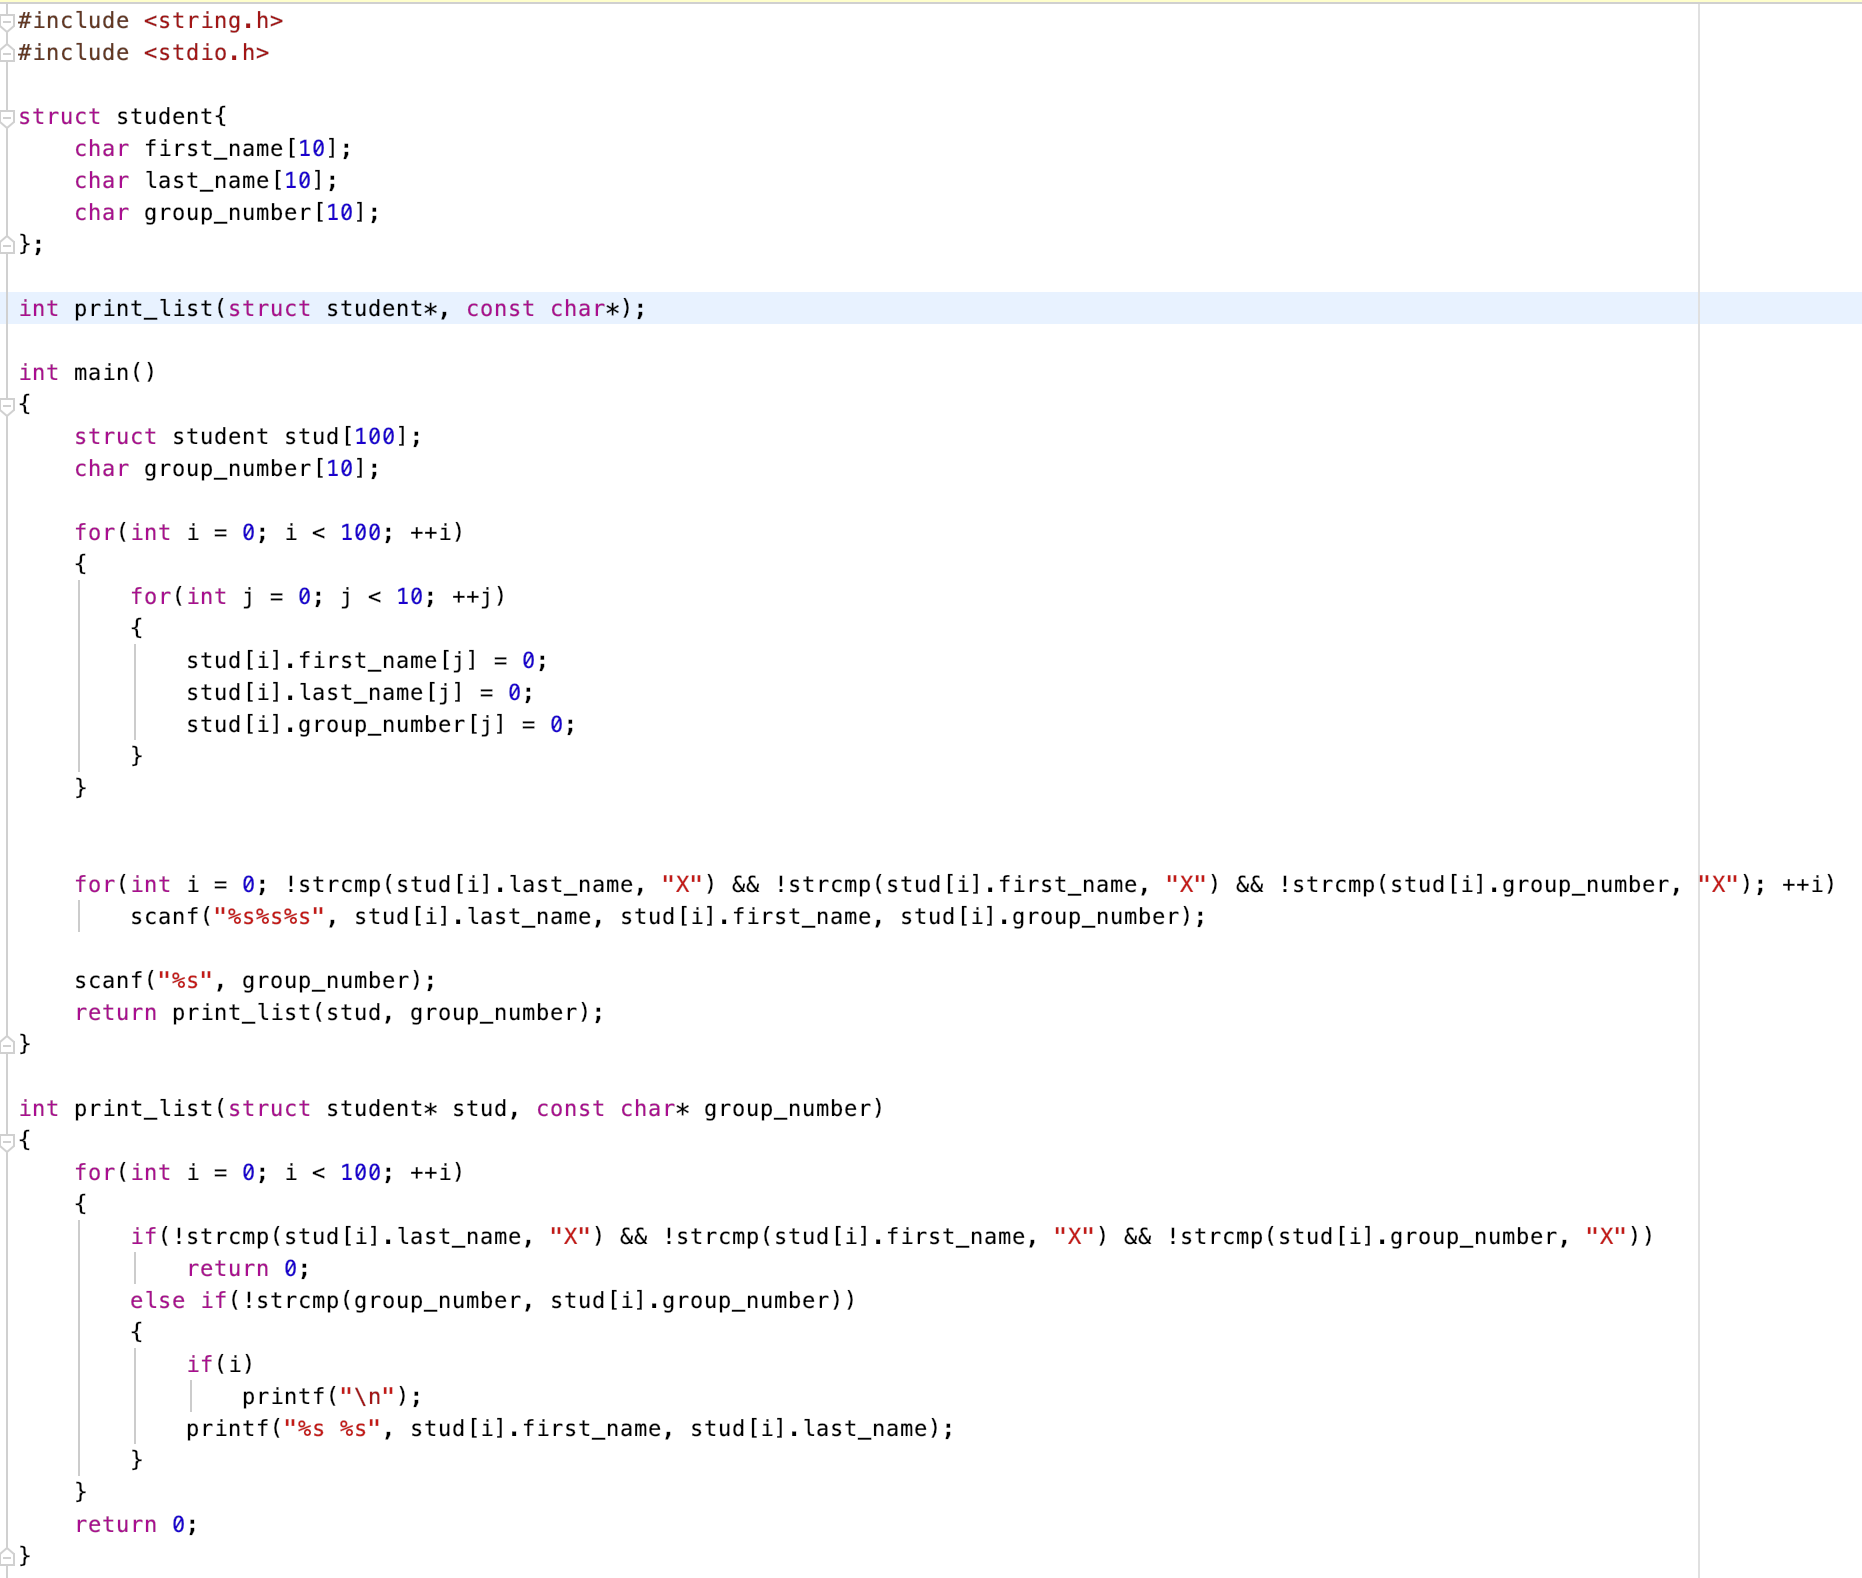 #include <string.h>
#include <stdio.h>

struct student{
    char first_name[10];
    char last_name[10];
    char group_number[10];
};

int print_list(struct student*, const char*);

int main()
{
    struct student stud[100];
    char group_number[10];

    for(int i = 0; i < 100; ++i)
    {
        for(int j = 0; j < 10; ++j)
        {
            stud[i].first_name[j] = 0;
            stud[i].last_name[j] = 0;
            stud[i].group_number[j] = 0;
        }
    }


    for(int i = 0; !strcmp(stud[i].last_name, "X") && !strcmp(stud[i].first_name, "X") && !strcmp(stud[i].group_number, "X"); ++i)
        scanf("%s%s%s", stud[i].last_name, stud[i].first_name, stud[i].group_number);

    scanf("%s", group_number);
    return print_list(stud, group_number);
}

int print_list(struct student* stud, const char* group_number)
{
    for(int i = 0; i < 100; ++i)
    {
        if(!strcmp(stud[i].last_name, "X") && !strcmp(stud[i].first_name, "X") && !strcmp(stud[i].group_number, "X"))
            return 0;
        else if(!strcmp(group_number, stud[i].group_number))
        {
            if(i)
                printf("\n");
            printf("%s %s", stud[i].first_name, stud[i].last_name);
        }
    }
    return 0;
}